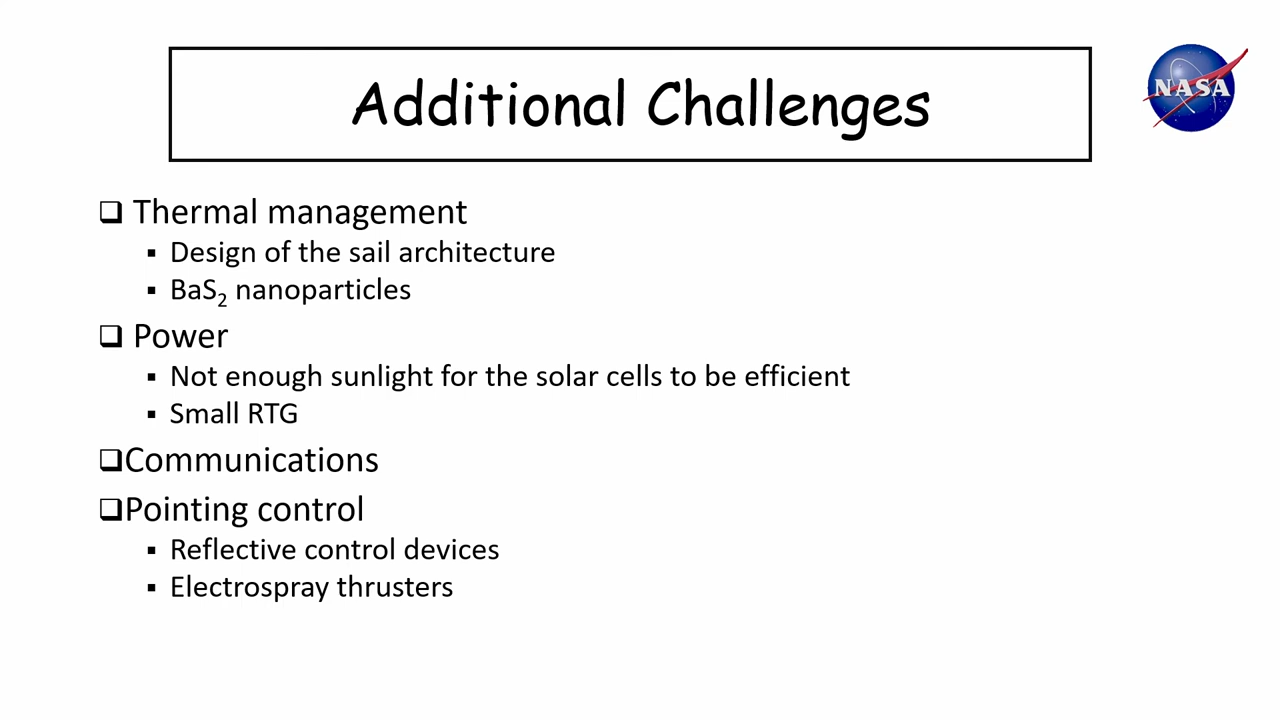 Additional Challenges
NASA
Thermal management
Design of the sail architecture
BaS₂ nanoparticles
Power
Not enough sunlight for the solar cells to be efficient
Small RTG
Communications
Pointing control
Reflective control devices
Electrospray thrusters